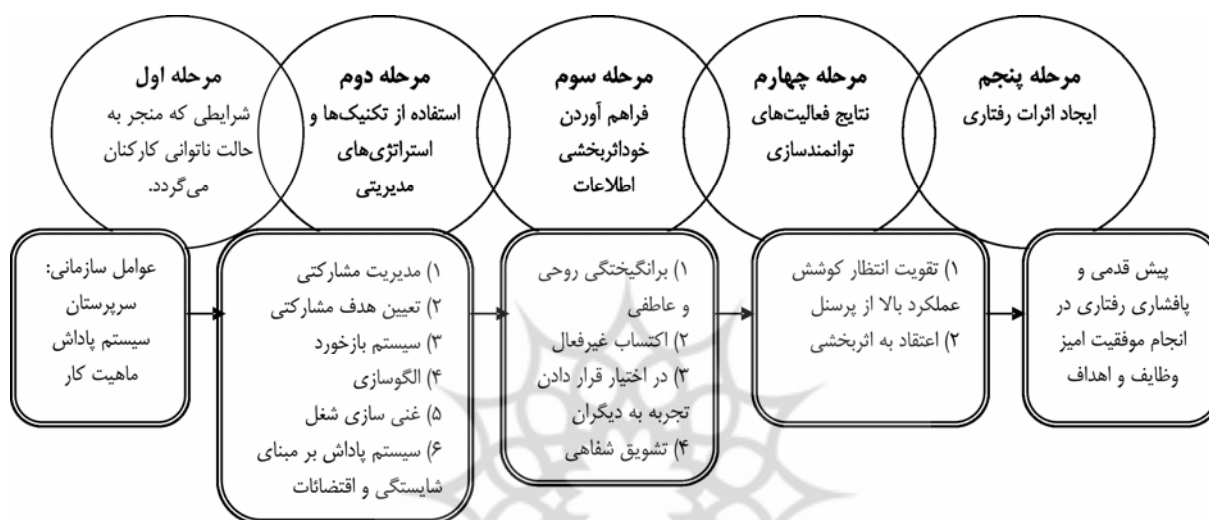 مرحله اول
شرایطی که منجر به
حالت ناتوانی کارکنان
می‌گردد.
مرحله دوم
استفاده از تکنیک‌ها و
استراتژی‌های
مدیریتی
مرحله سوم
فراهم آوردن
خوداثربخشی
اطلاعات
مرحله چهارم
نتایج فعالیت‌های
توانمندسازی
مرحله پنجم
ایجاد اثرات رفتاری
عوامل سازمانی:
سرپرستان
سیستم پاداش
ماهیت کار
۱) مدیریت مشارکتی
۲) تعیین هدف مشارکتی
۳) سیستم بازخورد
۴) الگوسازی
۵) غنی سازی شغل
۶) سیستم پاداش بر مبنای
شایستگی و اقتضائات
۱) برانگیختگی روحی
و عاطفی
۲) اکتساب غیرفعال
۳) در اختیار قرار دادن
تجربه به دیگران
۴) تشویق شفاهی
۱) تقویت انتظار کوشش
عملکرد بالا از پرسنل
۲) اعتقاد به اثربخشی
پیش قدمی و
پافشاری رفتاری در
انجام موفقیت امیز
وظایف و اهداف